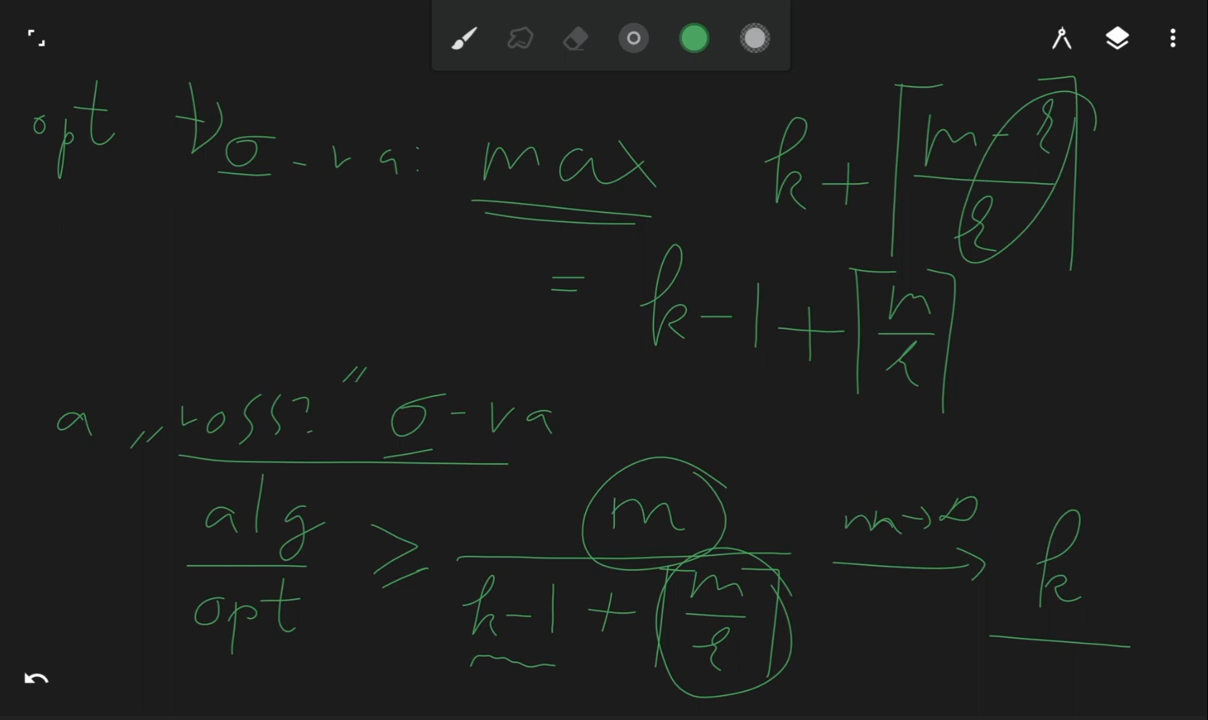 opt σ-ra: max k + ⌈(m-k)/k⌉
= k-1 + ⌈m/k⌉
a „rossz” σ-ra
alg/opt ≥ m/(k-1 + ⌈m/k⌉) m→∞ k